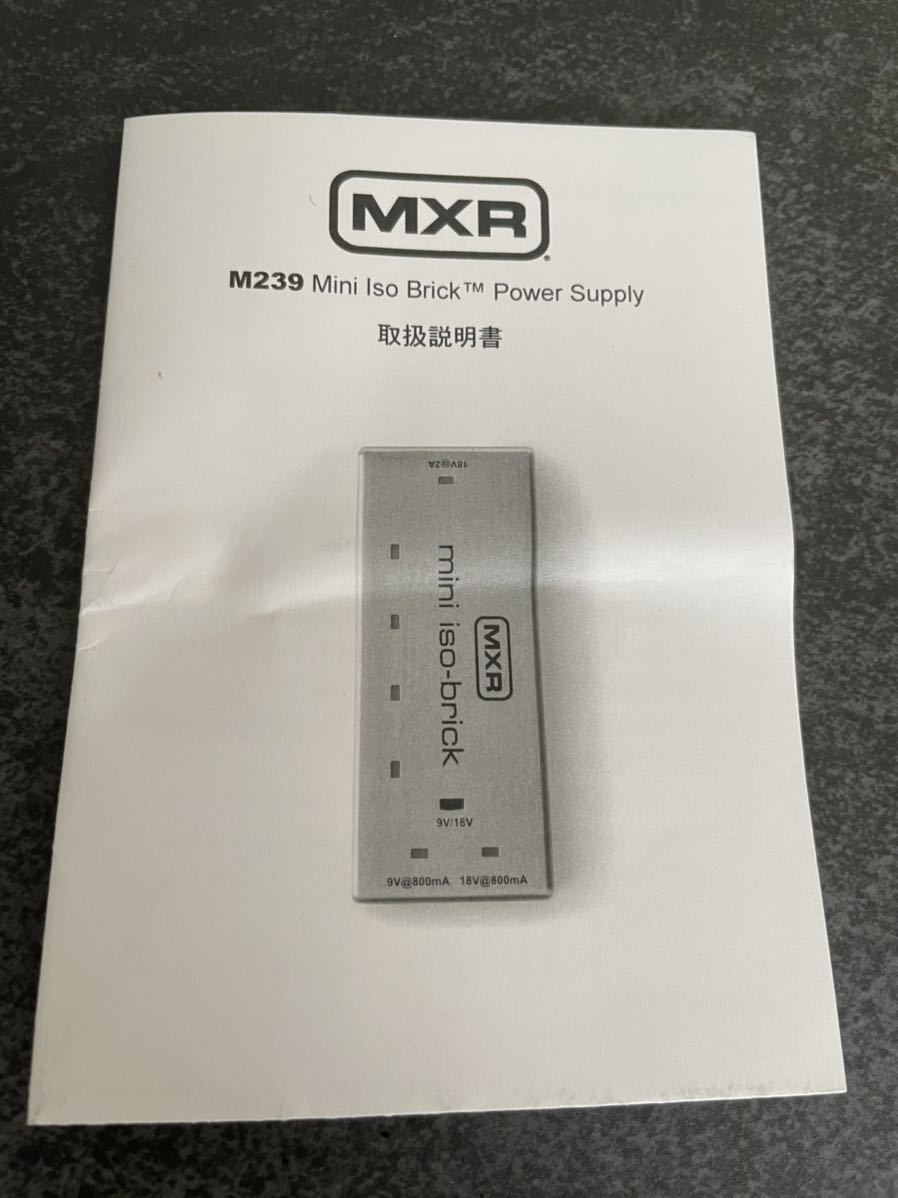 MXR
M239 Mini Iso Brick™ Power Supply
取扱説明書
18V@2A
mini iso-brick
MXR
9V/18V
9V@800mA 18V@800mA